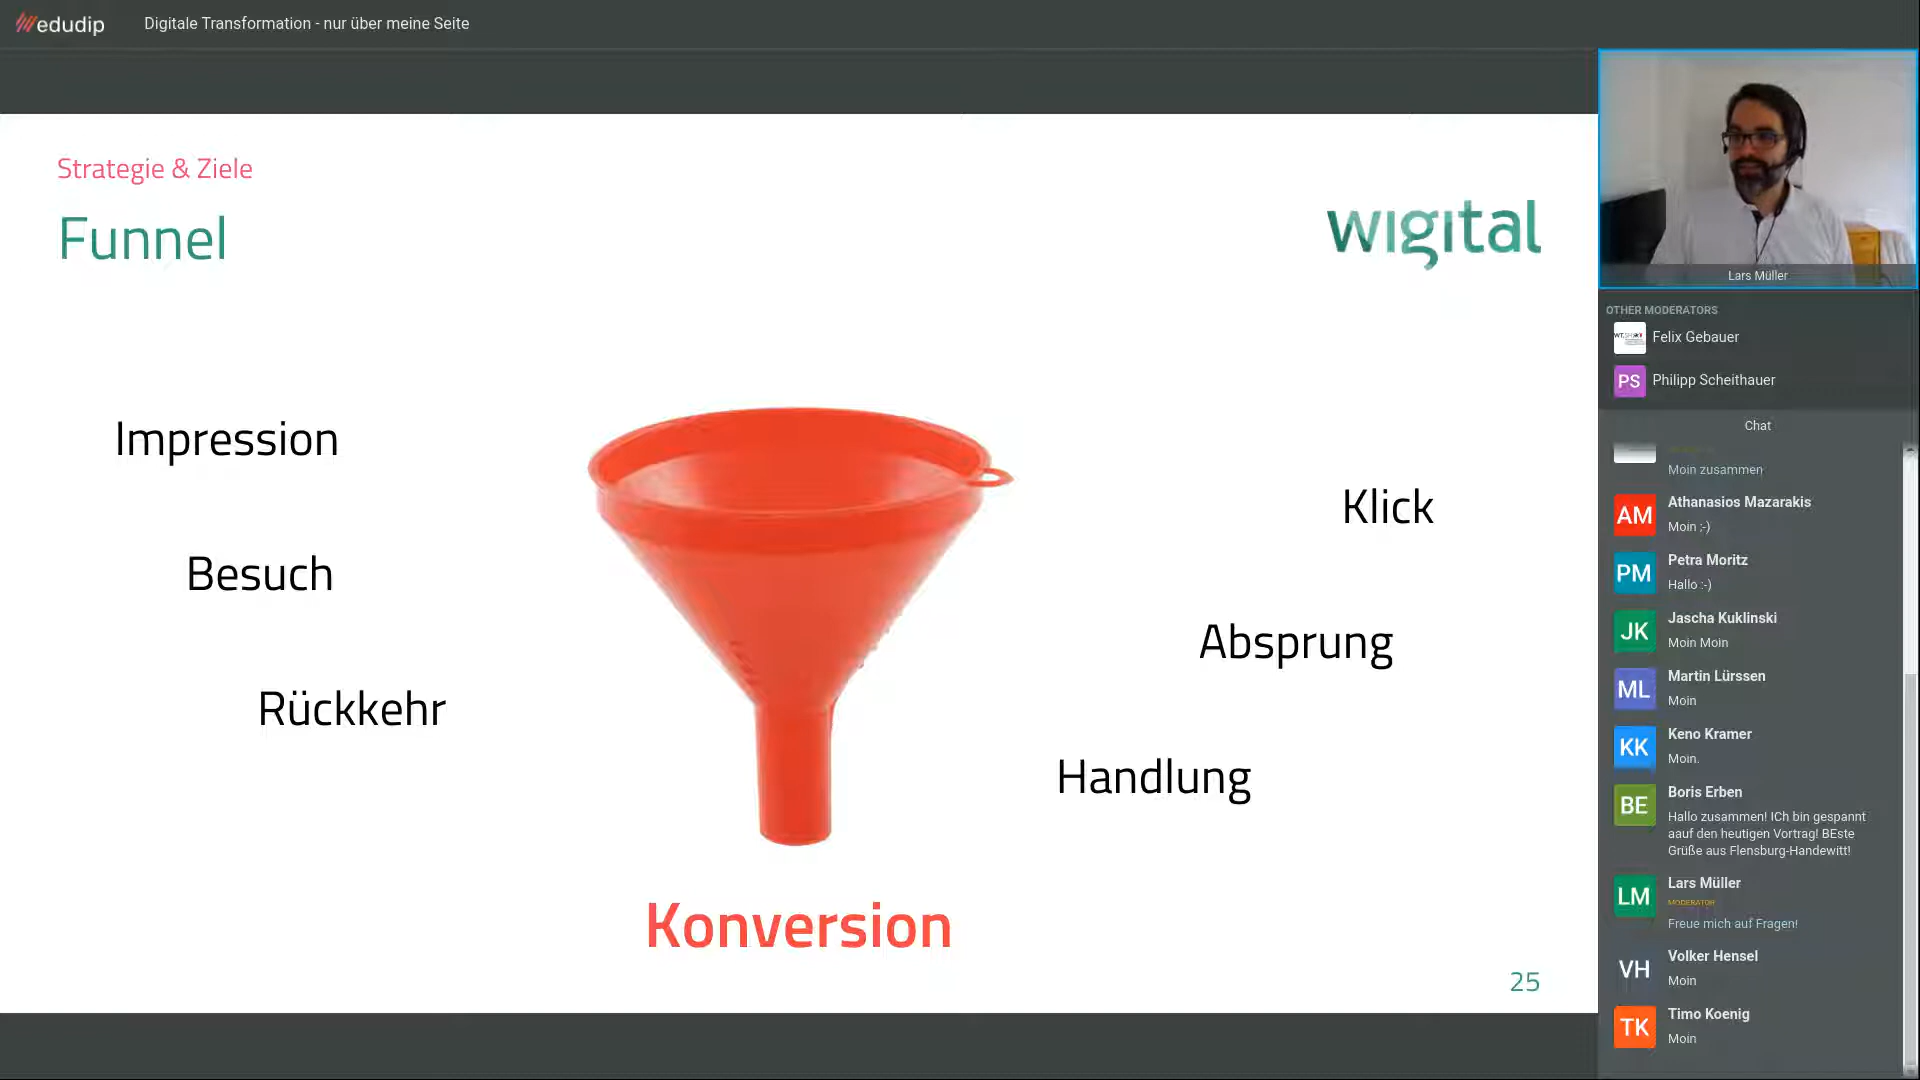 edudip
Digitale Transformation - nur über meine Seite
Strategie & Ziele
Funnel
wigital
Impression
Klick
Besuch
Absprung
Rückkehr
Handlung
Konversion
25
Lars Müller
OTHER MODERATORS
Felix Gebauer
PS
Philipp Scheithauer
Chat
Moin zusammen
AM
Athanasios Mazarakis
Moin ;-)
PM
Petra Moritz
Hallo :-)
JK
Jascha Kuklinski
Moin Moin
ML
Martin Lürssen
Moin
KK
Keno Kramer
Moin.
BE
Boris Erben
Hallo zusammen! ICh bin gespannt
aauf den heutigen Vortrag! BEste
Grüße aus Flensburg-Handewitt!
LM
Lars Müller
MODERATOR
Freue mich auf Fragen!
VH
Volker Hensel
Moin
TK
Timo Koenig
Moin